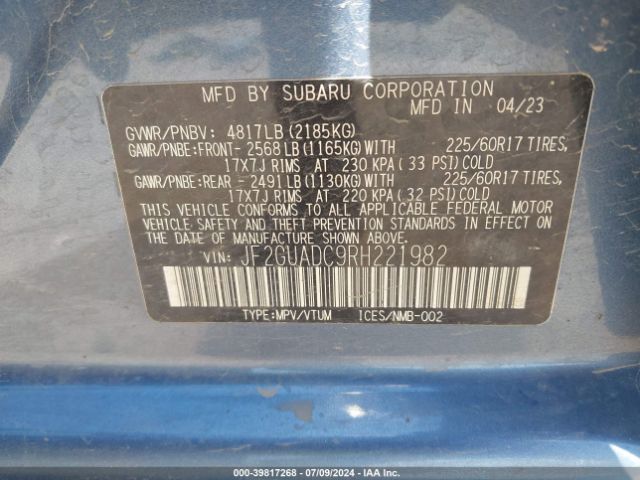 MFD BY SUBARU CORPORATION
MFD IN 04/23
GVWR/PNBV: 4817LB(2185KG)
GAWR/PNBE:FRONT-2568LB(1165KG)WITH 225/60R17 TIRES,
17X7J RIMS AT 230 KPA( 33 PSI)COLD
GAWR/PNBE:REAR -2491LB(1130KG)WITH 225/60R17 TIRES,
17X7J RIMS AT 220 KPA( 32 PSI)COLD
THIS VEHICLE CONFORMS TO ALL APPLICABLE FEDERAL MOTOR
VEHICLE SAFETY AND THEFT PREVENTION STANDARDS IN EFFECT
ON THE DATE OF MANUFACTURE SHOWN ABOVE.
VIN: JF2GUADC9RH221982
TYPE:MPV/VTUM ICES/NMB-002
000-39817268 - 07/09/2024 - IAA Inc.